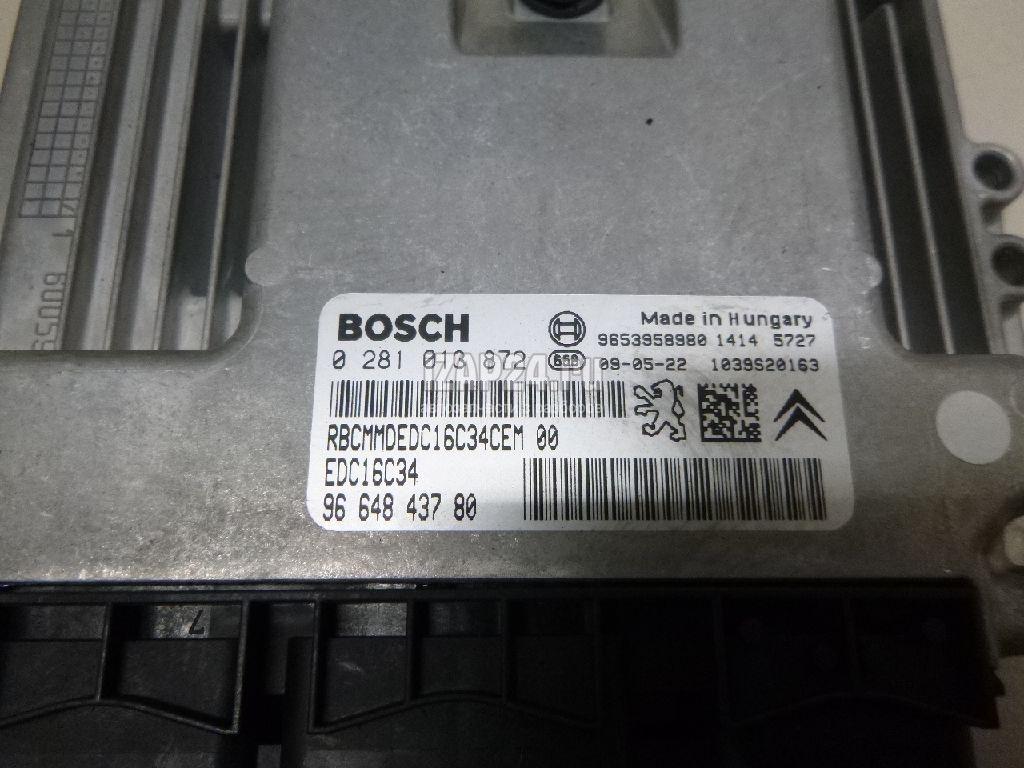 BOSCH
Made in Hungary
9653958980 1414 5727
0 281 013 872
09-05-22 1039S20163
RBCMMDEDC16C34CEM 00
EDC16C34
96 648 437 80
7